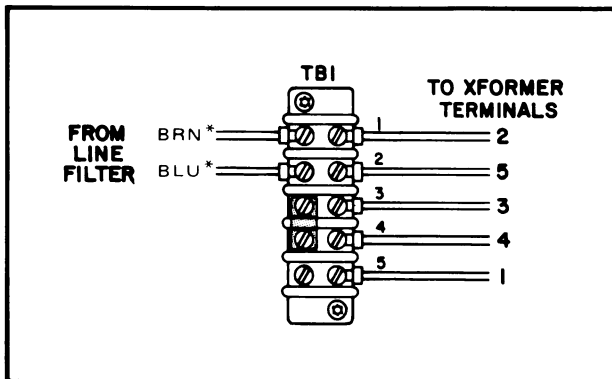 TB1
TO XFORMER
TERMINALS
FROM
LINE
FILTER
BRN*
BLU*
1
2
2
5
3
3
4
4
5
1